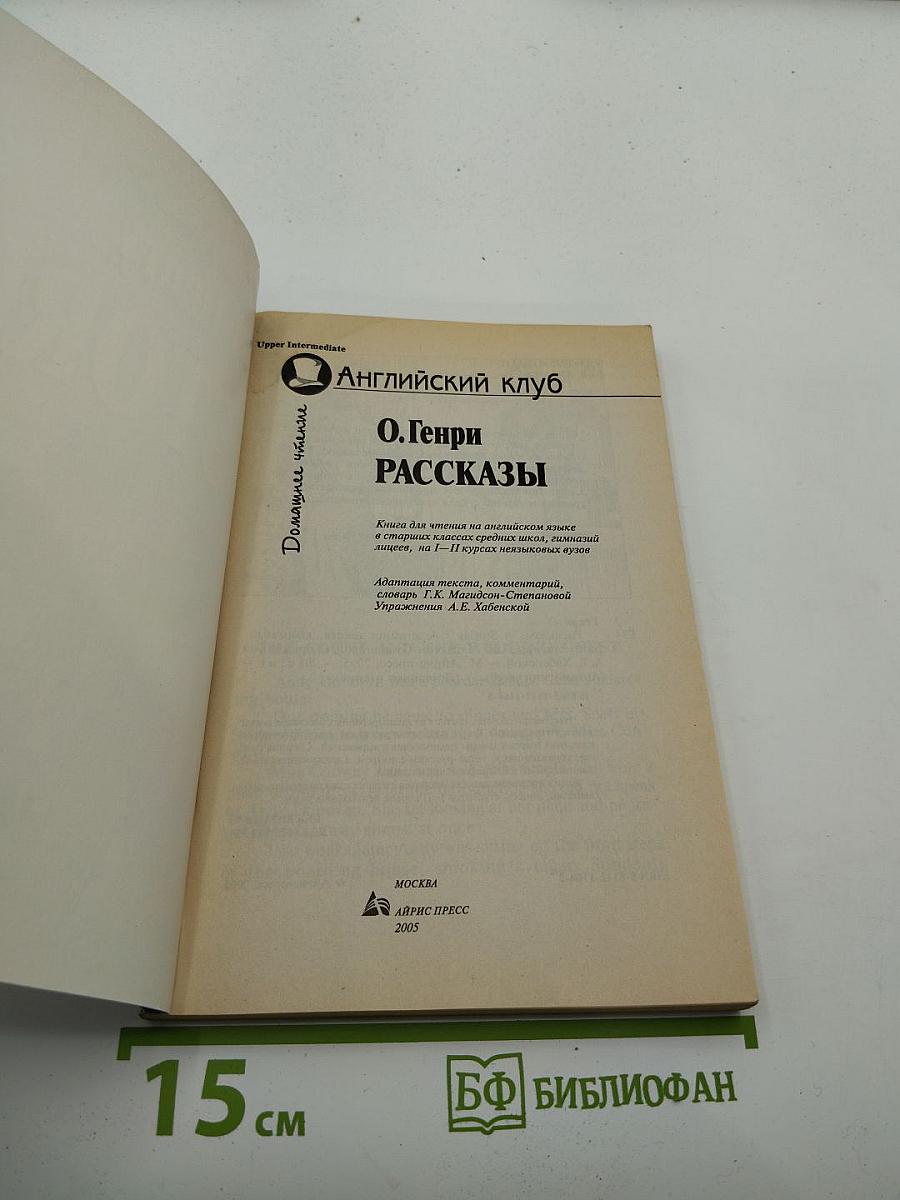 Upper Intermediate
Английский клуб
Домашнее чтение
О. Генри
РАССКАЗЫ
Книга для чтения на английском языке
в старших классах средних школ, гимназий
лицеев, на I—II курсах неязыковых вузов
Адаптация текста, комментарий,
словарь Г.К. Магидсон-Степановой
Упражнения А.Е. Хабенской
МОСКВА
АЙРИС ПРЕСС
2005
15 см
БФ БИБЛИОФАН